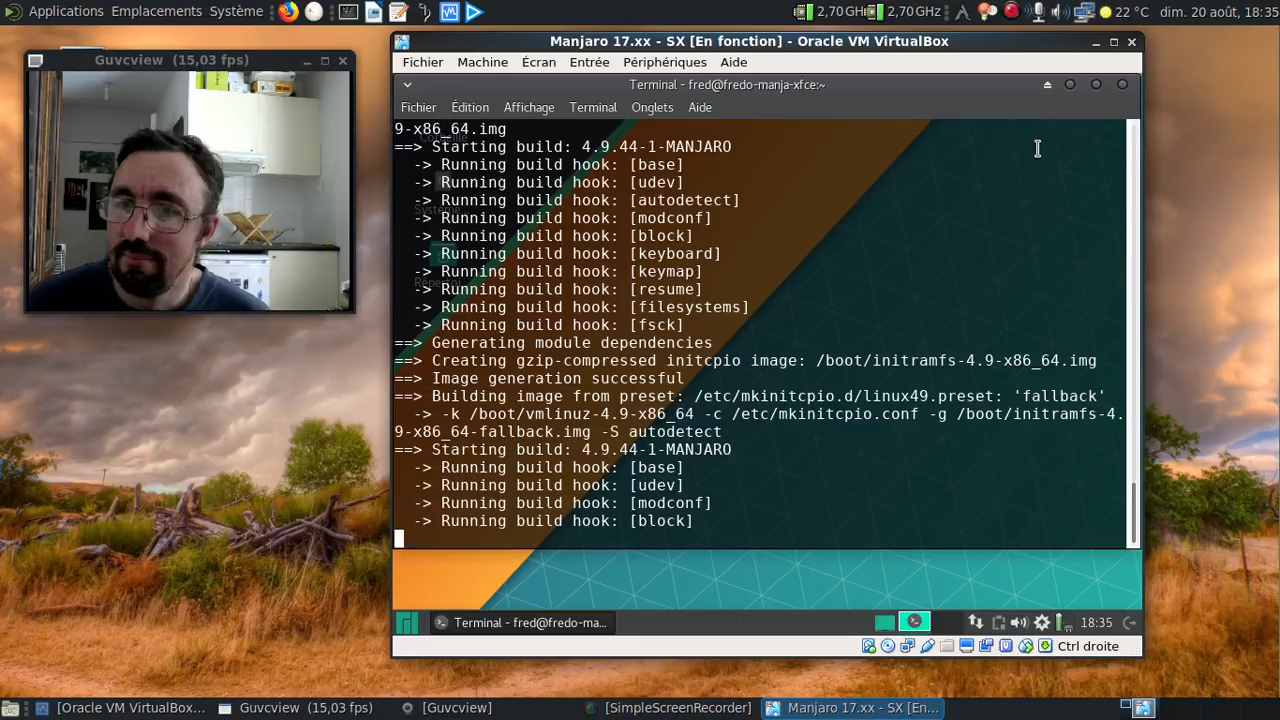 Applications Emplacements Système 2,70 GHz 2,70 GHz 22 °C dim. 20 août, 18:35
Guvcview (15,03 fps)
Manjaro 17.xx - SX [En fonction] - Oracle VM VirtualBox
Fichier Machine Écran Entrée Périphériques Aide
Terminal - fred@fredo-manja-xfce:~
Fichier Édition Affichage Terminal Onglets Aide
9-x86_64.img
==> Starting build: 4.9.44-1-MANJARO
-> Running build hook: [base]
-> Running build hook: [udev]
-> Running build hook: [autodetect]
-> Running build hook: [modconf]
-> Running build hook: [block]
-> Running build hook: [keyboard]
-> Running build hook: [keymap]
-> Running build hook: [resume]
-> Running build hook: [filesystems]
-> Running build hook: [fsck]
==> Generating module dependencies
==> Creating gzip-compressed initcpio image: /boot/initramfs-4.9-x86_64.img
==> Image generation successful
==> Building image from preset: /etc/mkinitcpio.d/linux49.preset: 'fallback'
-> -k /boot/vmlinuz-4.9-x86_64 -c /etc/mkinitcpio.conf -g /boot/initramfs-4.
9-x86_64-fallback.img -S autodetect
==> Starting build: 4.9.44-1-MANJARO
-> Running build hook: [base]
-> Running build hook: [udev]
-> Running build hook: [modconf]
-> Running build hook: [block]
Terminal - fred@fredo-ma... 18:35
Ctrl droite
[Oracle VM VirtualBox... Guvcview (15,03 fps) [Guvcview] [SimpleScreenRecorder] Manjaro 17.xx - SX [En...